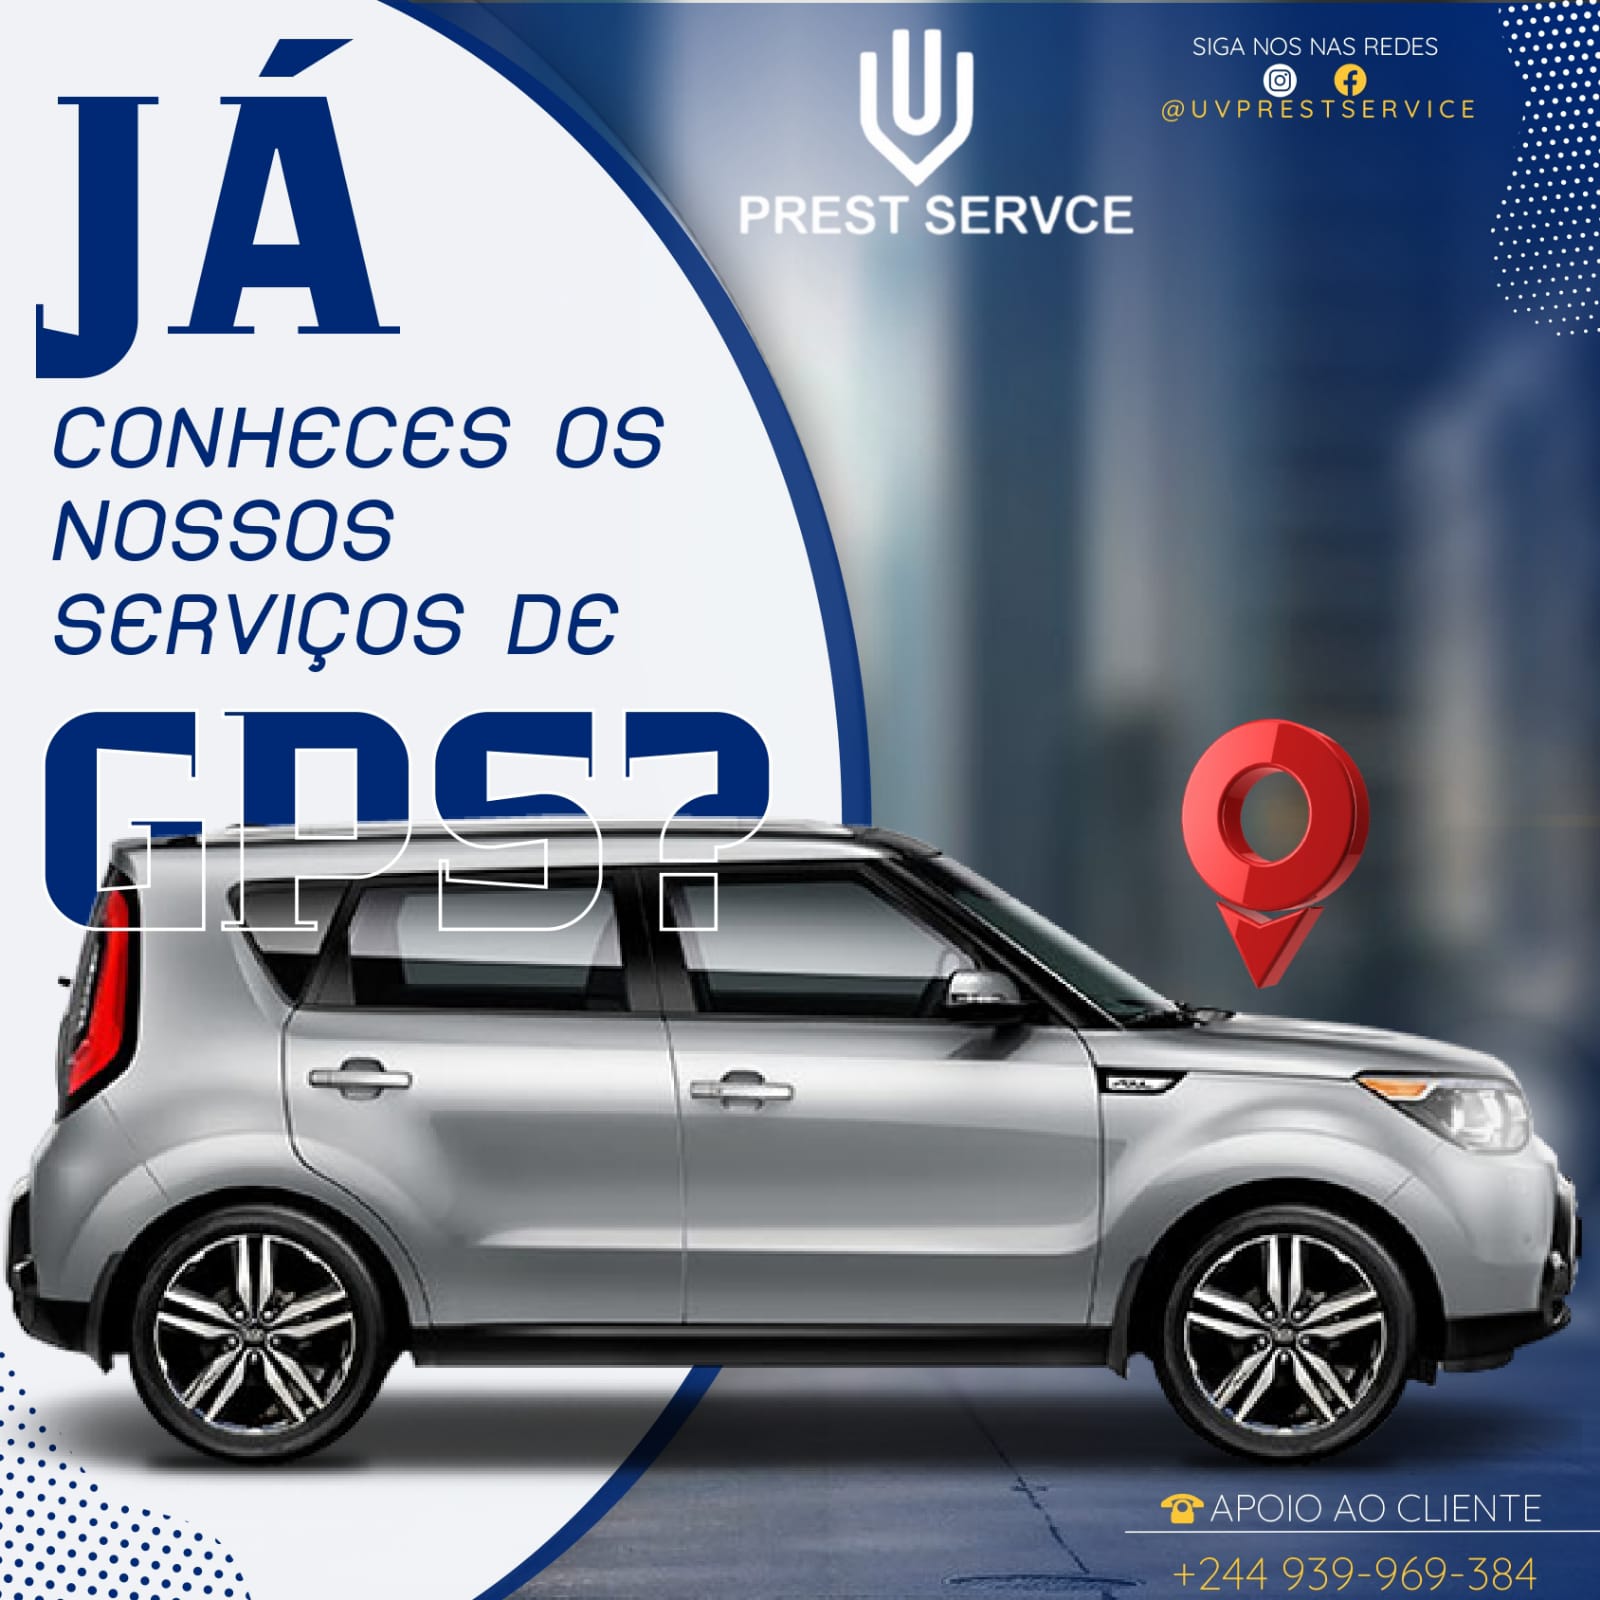 JÁ
CONHECES OS
NOSSOS
SERVIÇOS DE
GPS?
PREST SERVCE
SIGA NOS NAS REDES
@UVPRESTSERVICE
APOIO AO CLIENTE
+244 939-969-384